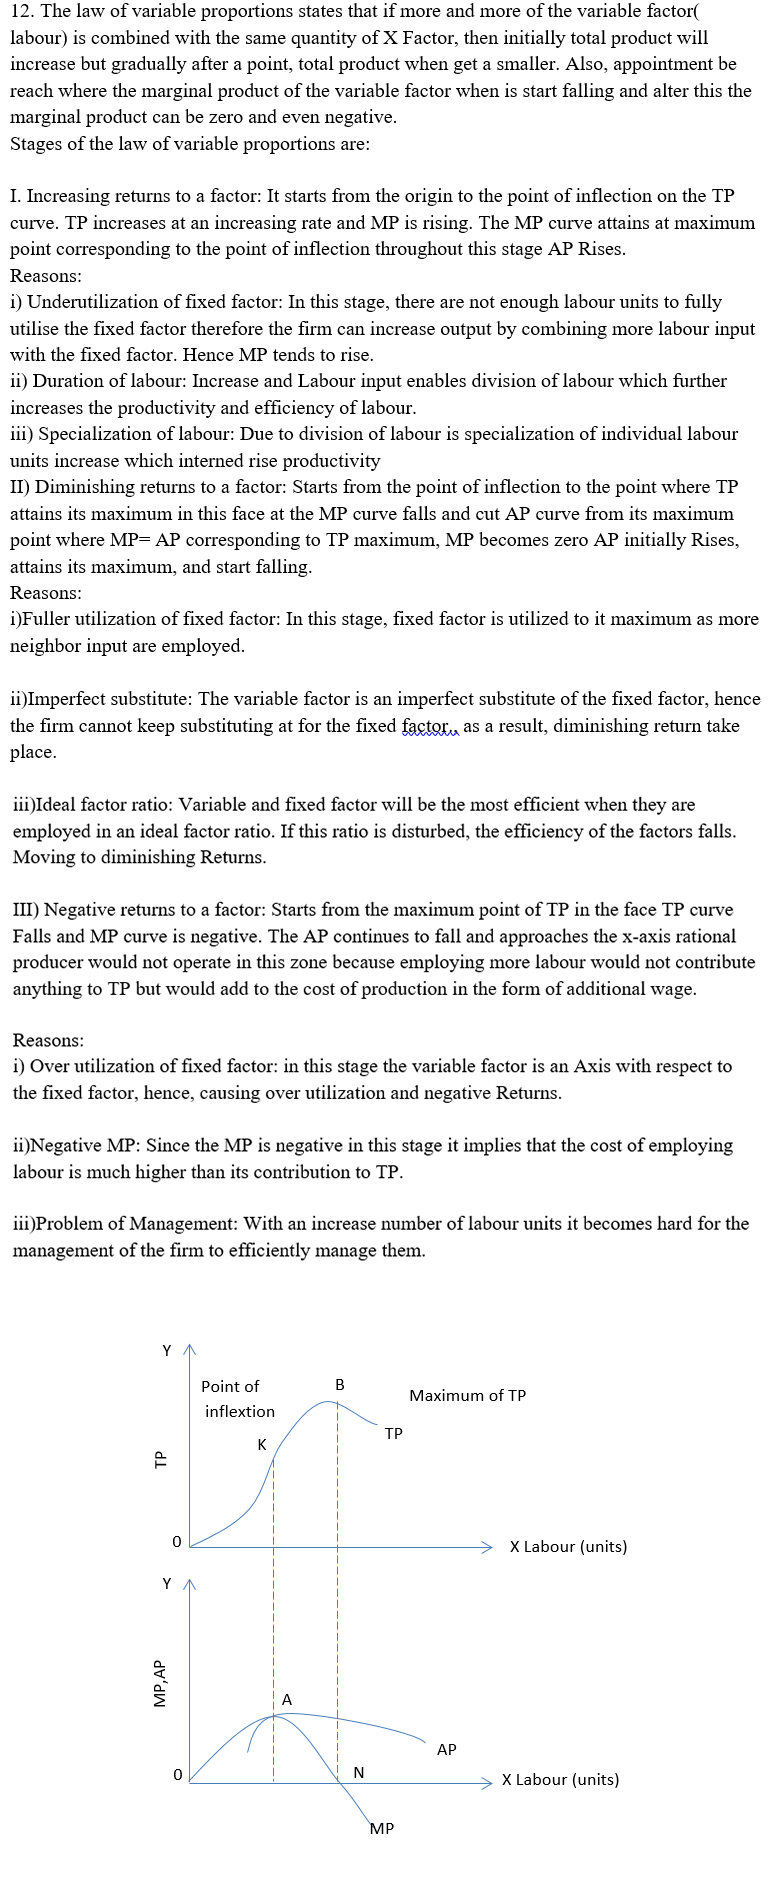 12. The law of variable proportions states that if more and more of the variable factor(
labour) is combined with the same quantity of X Factor, then initially total product will
increase but gradually after a point, total product when get a smaller. Also, appointment be
reach where the marginal product of the variable factor when is start falling and alter this the
marginal product can be zero and even negative.
Stages of the law of variable proportions are:
I. Increasing returns to a factor: It starts from the origin to the point of inflection on the TP
curve. TP increases at an increasing rate and MP is rising. The MP curve attains at maximum
point corresponding to the point of inflection throughout this stage AP Rises.
Reasons:
i) Underutilization of fixed factor: In this stage, there are not enough labour units to fully
utilise the fixed factor therefore the firm can increase output by combining more labour input
with the fixed factor. Hence MP tends to rise.
ii) Duration of labour: Increase and Labour input enables division of labour which further
increases the productivity and efficiency of labour.
iii) Specialization of labour: Due to division of labour is specialization of individual labour
units increase which interned rise productivity
II) Diminishing returns to a factor: Starts from the point of inflection to the point where TP
attains its maximum in this face at the MP curve falls and cut AP curve from its maximum
point where MP= AP corresponding to TP maximum, MP becomes zero AP initially Rises,
attains its maximum, and start falling.
Reasons:
i)Fuller utilization of fixed factor: In this stage, fixed factor is utilized to it maximum as more
neighbor input are employed.
ii)Imperfect substitute: The variable factor is an imperfect substitute of the fixed factor, hence
the firm cannot keep substituting at for the fixed factor,, as a result, diminishing return take
place.
iii)Ideal factor ratio: Variable and fixed factor will be the most efficient when they are
employed in an ideal factor ratio. If this ratio is disturbed, the efficiency of the factors falls.
Moving to diminishing Returns.
III) Negative returns to a factor: Starts from the maximum point of TP in the face TP curve
Falls and MP curve is negative. The AP continues to fall and approaches the x-axis rational
producer would not operate in this zone because employing more labour would not contribute
anything to TP but would add to the cost of production in the form of additional wage.
Reasons:
i) Over utilization of fixed factor: in this stage the variable factor is an Axis with respect to
the fixed factor, hence, causing over utilization and negative Returns.
ii)Negative MP: Since the MP is negative in this stage it implies that the cost of employing
labour is much higher than its contribution to TP.
iii)Problem of Management: With an increase number of labour units it becomes hard for the
management of the firm to efficiently manage them.
Y
Point of
inflextion
B
Maximum of TP
K
TP
TP
0
X Labour (units)
Y
MP,AP
A
AP
0
N
X Labour (units)
MP